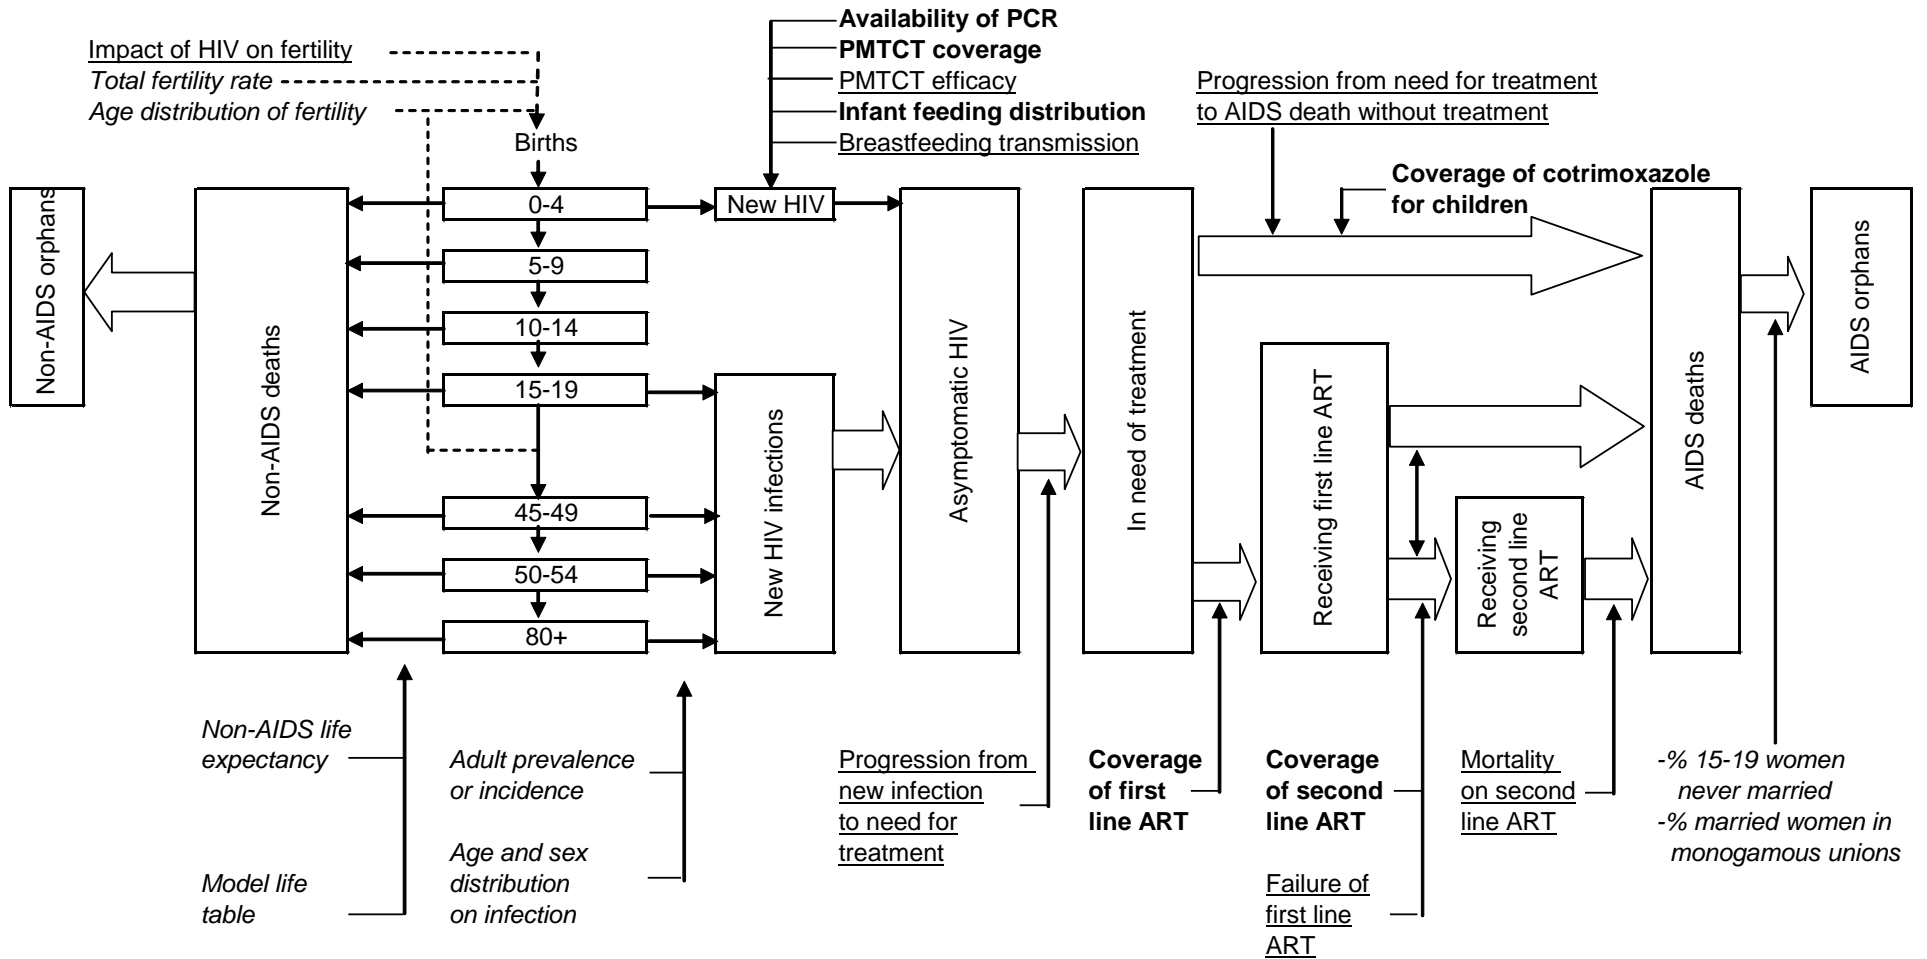 Availability of PCR
PMTCT coverage
PMTCT efficacy
Infant feeding distribution
Breastfeeding transmission
Impact of HIV on fertility
Total fertility rate
Age distribution of fertility
Births
Progression from need for treatment
to AIDS death without treatment
Coverage of cotrimoxazole
for children
Non-AIDS orphans
Non-AIDS deaths
0-4
5-9
10-14
15-19
45-49
50-54
80+
New HIV
New HIV infections
Asymptomatic HIV
In need of treatment
Receiving first line ART
Receiving
second line
ART
AIDS deaths
AIDS orphans
Non-AIDS life
expectancy
Model life
table
Adult prevalence
or incidence
Age and sex
distribution
on infection
Progression from
new infection
to need for
treatment
Coverage
of first
line ART
Coverage
of second
line ART
Failure of
first line
ART
Mortality
on second
line ART
-% 15-19 women
never married
-% married women in
monogamous unions